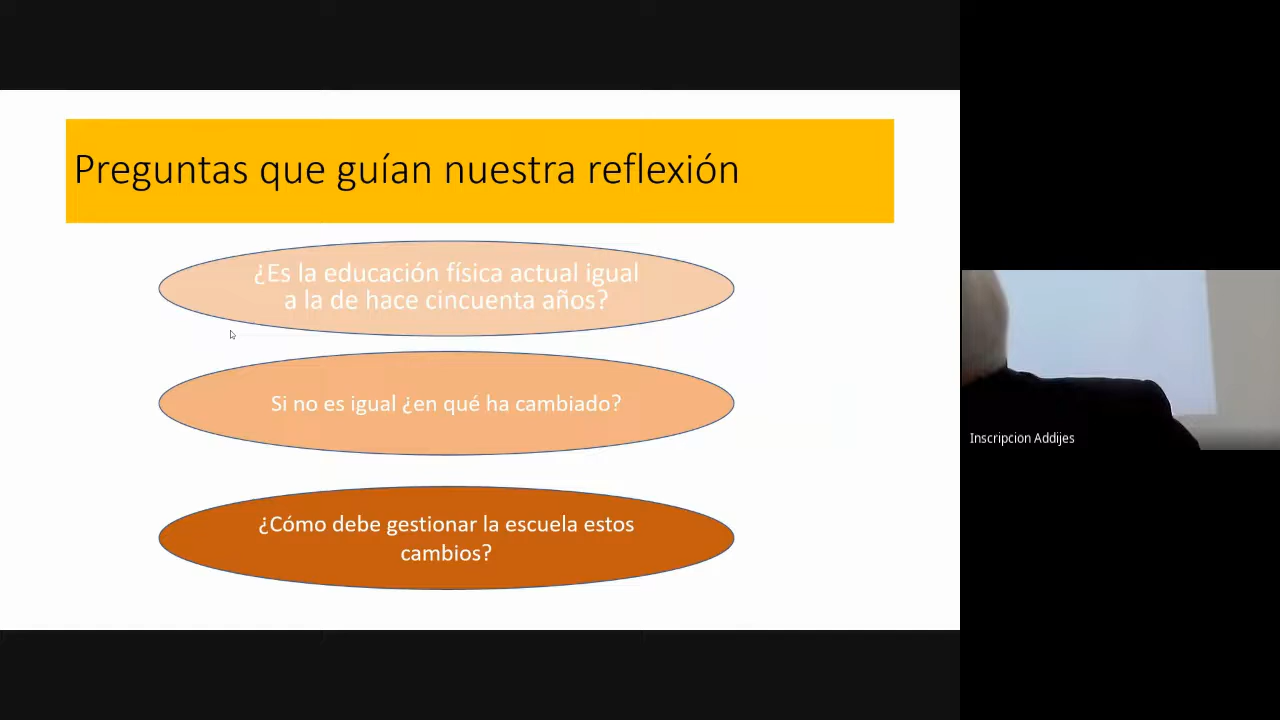 Preguntas que guían nuestra reflexión
¿Es la educación física actual igual
a la de hace cincuenta años?
Si no es igual ¿en qué ha cambiado?
¿Cómo debe gestionar la escuela estos
cambios?
Inscripcion Addijes